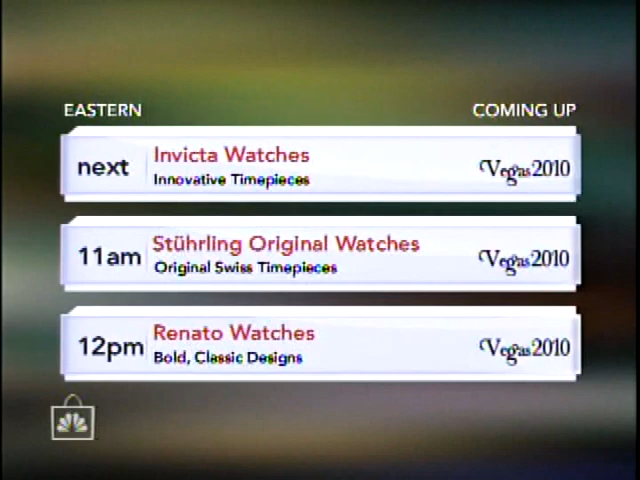 EASTERN COMING UP
next Invicta Watches Vegas2010
Innovative Timepieces
11am Stührling Original Watches Vegas2010
Original Swiss Timepieces
12pm Renato Watches Vegas2010
Bold, Classic Designs